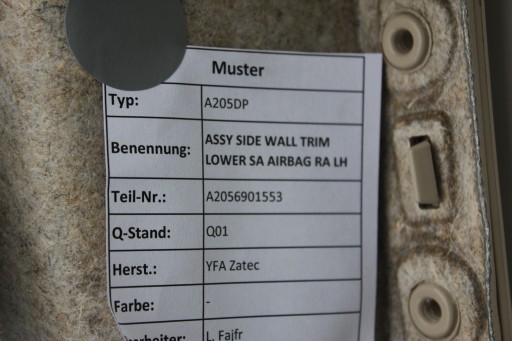 Muster
Typ: A205DP
Benennung: ASSY SIDE WALL TRIM
LOWER SA AIRBAG RA LH
Teil-Nr.: A2056901553
Q-Stand: Q01
Herst.: YFA Zatec
Farbe: -
L. Fajfr